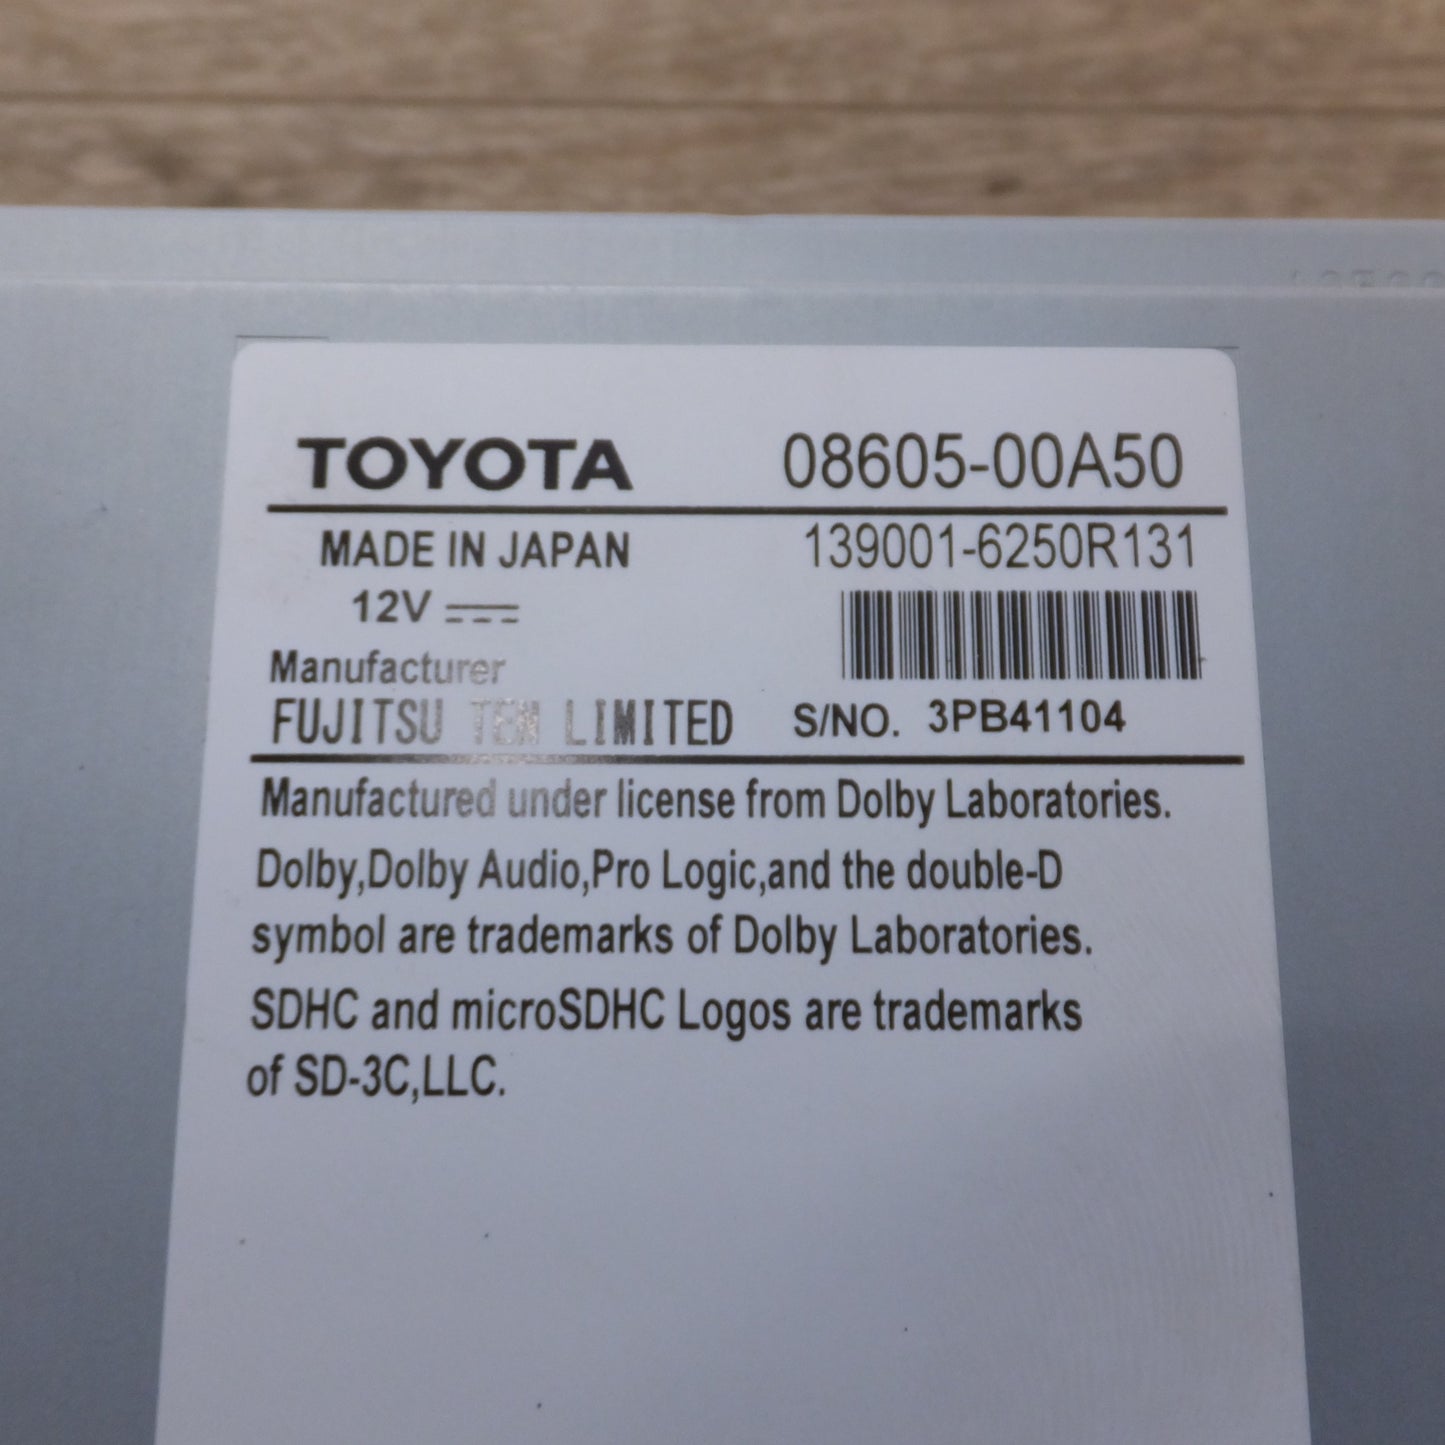 TOYOTA 08605-00A50
MADE IN JAPAN 139001-6250R131
12V
Manufacturer
FUJITSU TEN LIMITED S/NO. 3PB41104
Manufactured under license from Dolby Laboratories.
Dolby,Dolby Audio,Pro Logic,and the double-D
symbol are trademarks of Dolby Laboratories.
SDHC and microSDHC Logos are trademarks
of SD-3C,LLC.